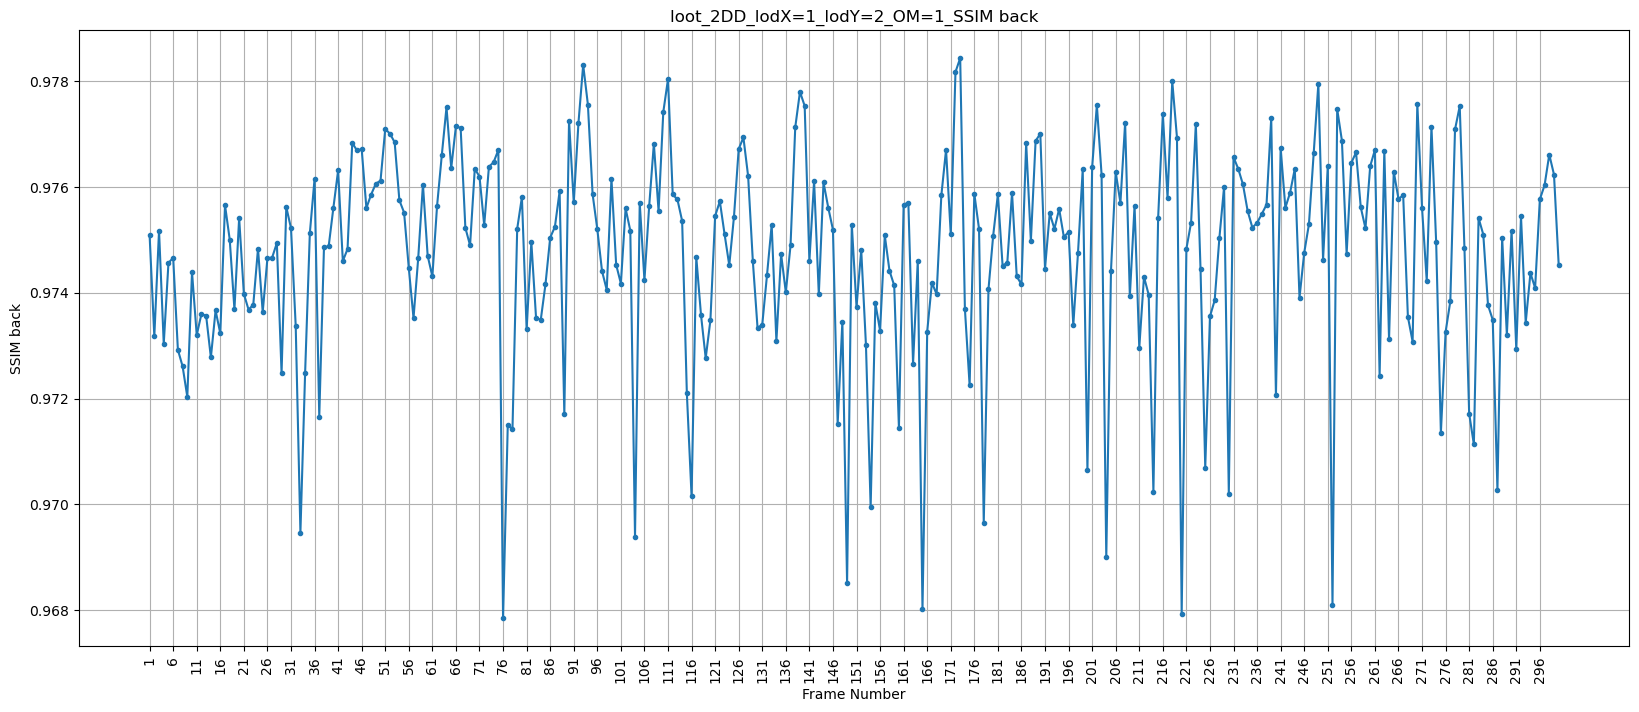 loot_2DD_lodX=1_lodY=2_OM=1_SSIM back
SSIM back
0.978
0.976
0.974
0.972
0.970
0.968
1 6 11 16 21 26 31 36 41 46 51 56 61 66 71 76 81 86 91 96 101 106 111 116 121 126 131 136 141 146 151 156 161 166 171 176 181 186 191 196 201 206 211 216 221 226 231 236 241 246 251 256 261 266 271 276 281 286 291 296
Frame Number